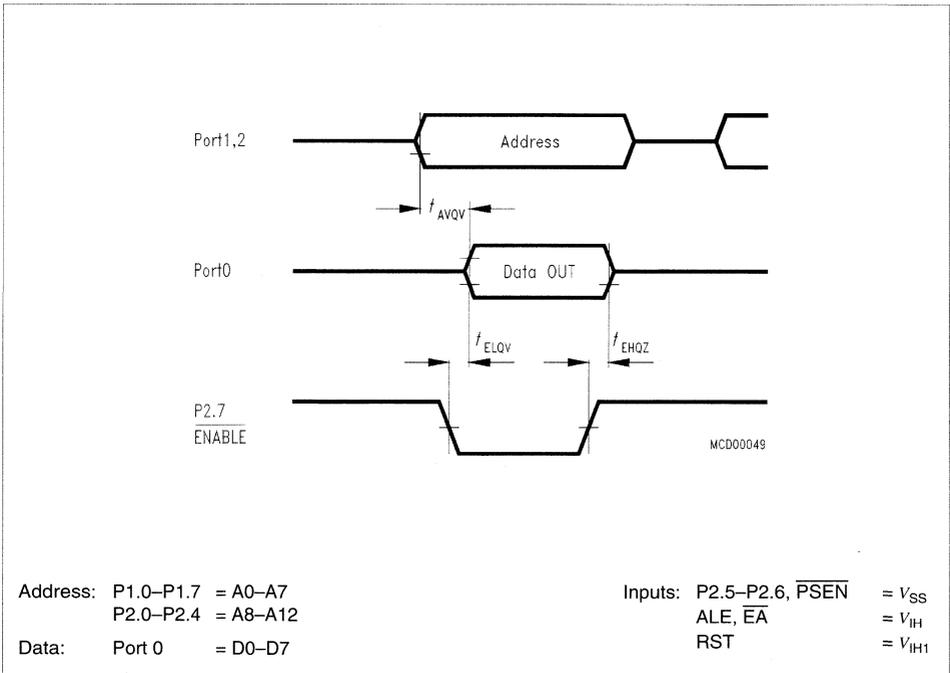 Port1,2
Address
t AVQV
Port0
Data OUT
t ELQV
t EHQZ
P2.7
ENABLE
MCD00049
Address: P1.0–P1.7 = A0–A7
P2.0–P2.4 = A8–A12
Data: Port 0 = D0–D7
Inputs: P2.5–P2.6, PSEN = VSS
ALE, EA = VIH
RST = VIH1